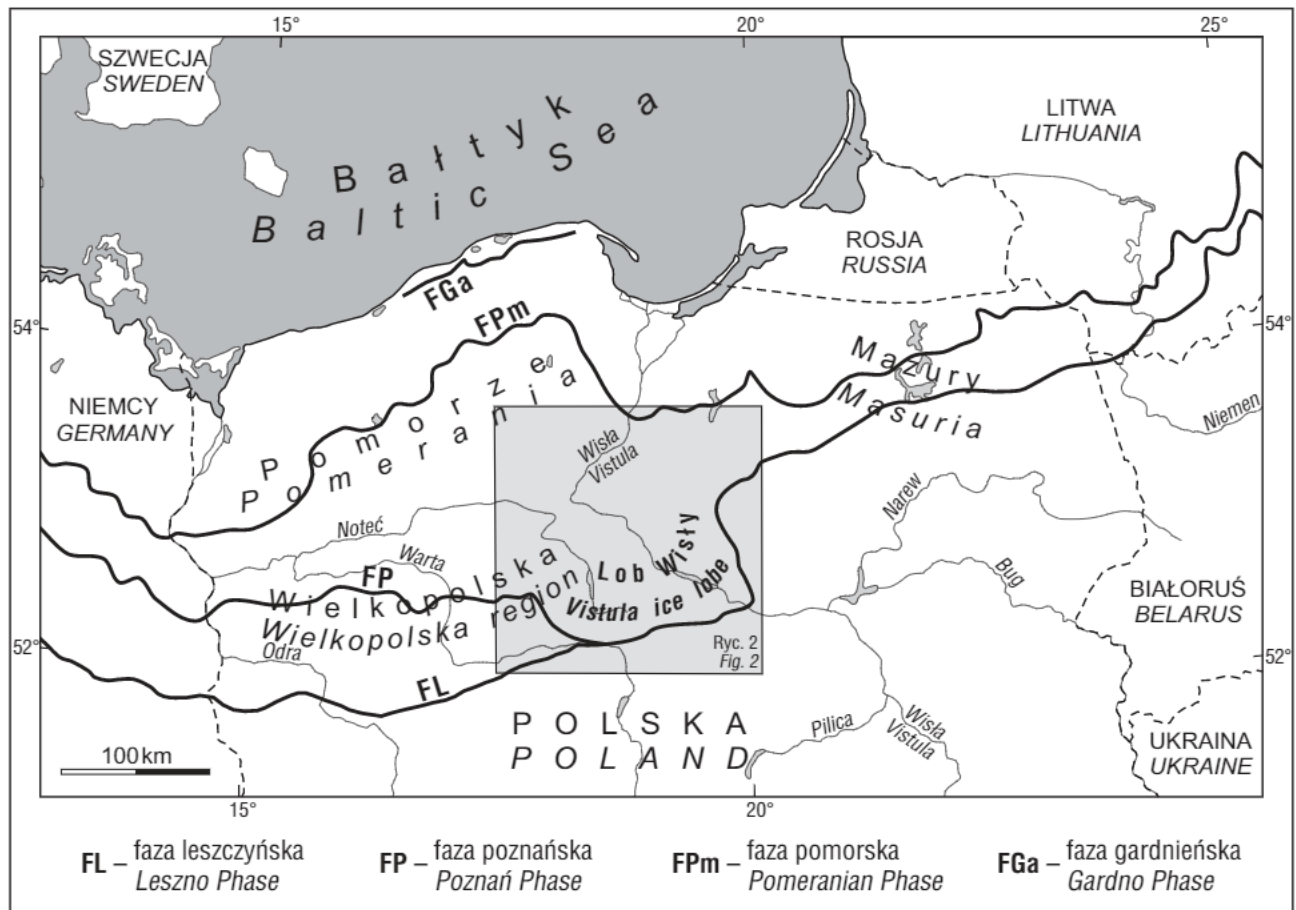 15°
20°
25°
SZWECJA
SWEDEN
LITWA
LITHUANIA
Bałtyk
Baltic Sea
ROSJA
RUSSIA
FGa
FPm
54°
54°
Mazury
Masuria
NIEMCY
GERMANY
Pomorze
Pomerania
Niemen
Wisła
Vistula
Narew
Noteć
Warta
FP
Wielkopolska
Wielkopolska region
Lob Wisły
Vistula ice lobe
Bug
BIAŁORUŚ
BELARUS
52°
52°
Odra
Ryc. 2
Fig. 2
FL
POLSKA
POLAND
Pilica
Wisła
Vistula
UKRAINA
UKRAINE
100 km
15°
20°
FL – faza leszczyńska
Leszno Phase
FP – faza poznańska
Poznań Phase
FPm – faza pomorska
Pomeranian Phase
FGa – faza gardnieńska
Gardno Phase